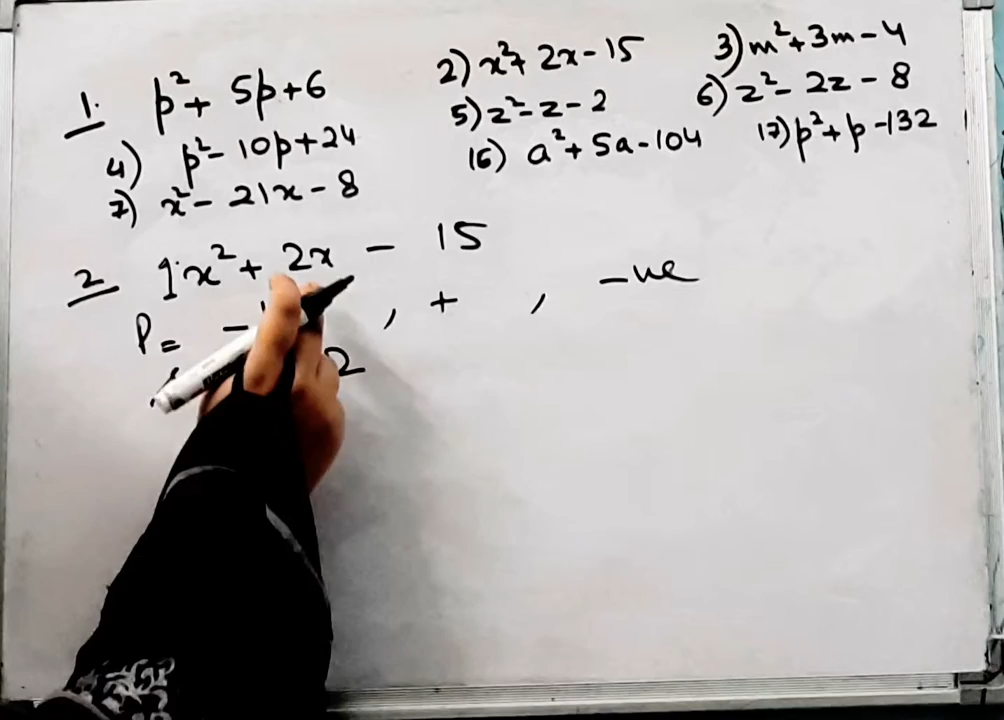 1. p² + 5p + 6 2) x² + 2x - 15 3) m² + 3m - 4
4) p² - 10p + 24 5) z² - z - 2 6) z² - 2z - 8
7) x² - 21x - 8 16) a² + 5a - 104 17) p² + p - 132
2 1x² + 2x - 15
P = - , + , -ve
2